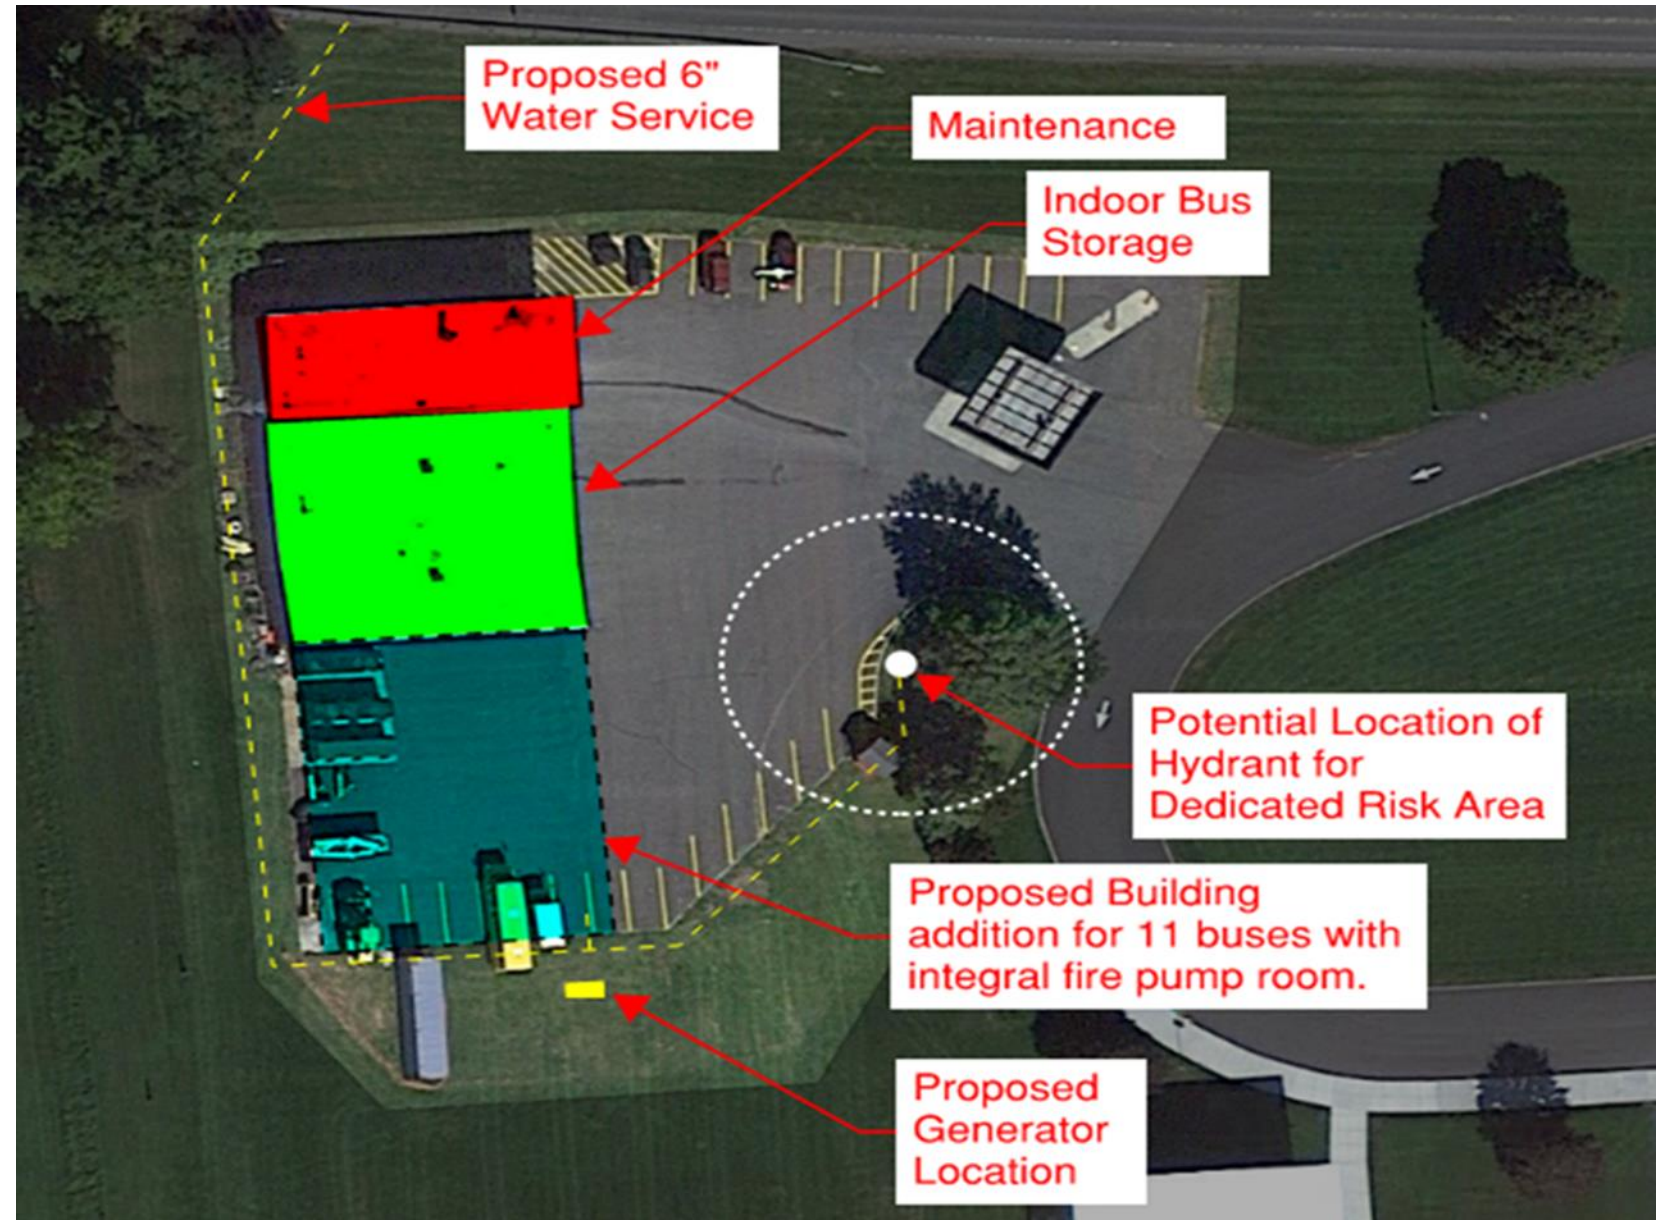 Proposed 6"
Water Service
Maintenance
Indoor Bus
Storage
Potential Location of
Hydrant for
Dedicated Risk Area
Proposed Building
addition for 11 buses with
integral fire pump room.
Proposed
Generator
Location